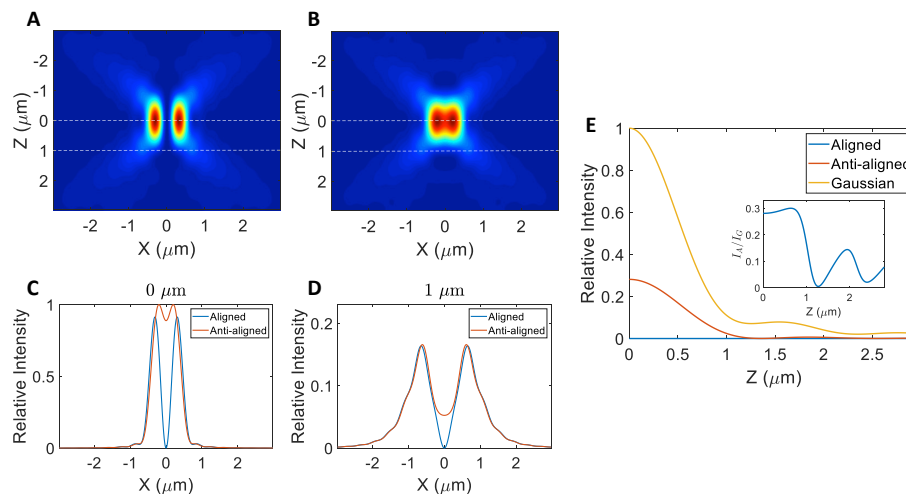 A
B
-2
-1
0
1
2
Z (μm)
-2
-1
0
1
2
X (μm)
-2
-1
0
1
2
Z (μm)
-2
-1
0
1
2
X (μm)
C
0 μm
1
0.5
0
Relative Intensity
Aligned
Anti-aligned
-2
-1
0
1
2
3
X (μm)
D
1 μm
0.2
0.1
0
Relative Intensity
Aligned
Anti-aligned
-2
-1
0
1
2
3
X (μm)
E
1
0.8
0.6
0.4
0.2
0
Relative Intensity
Aligned
Anti-aligned
Gaussian
0
0.5
1
1.5
2
2.5
Z (μm)
0.3
0.2
0.1
0
I_A/I_G
0
1
2
Z (μm)